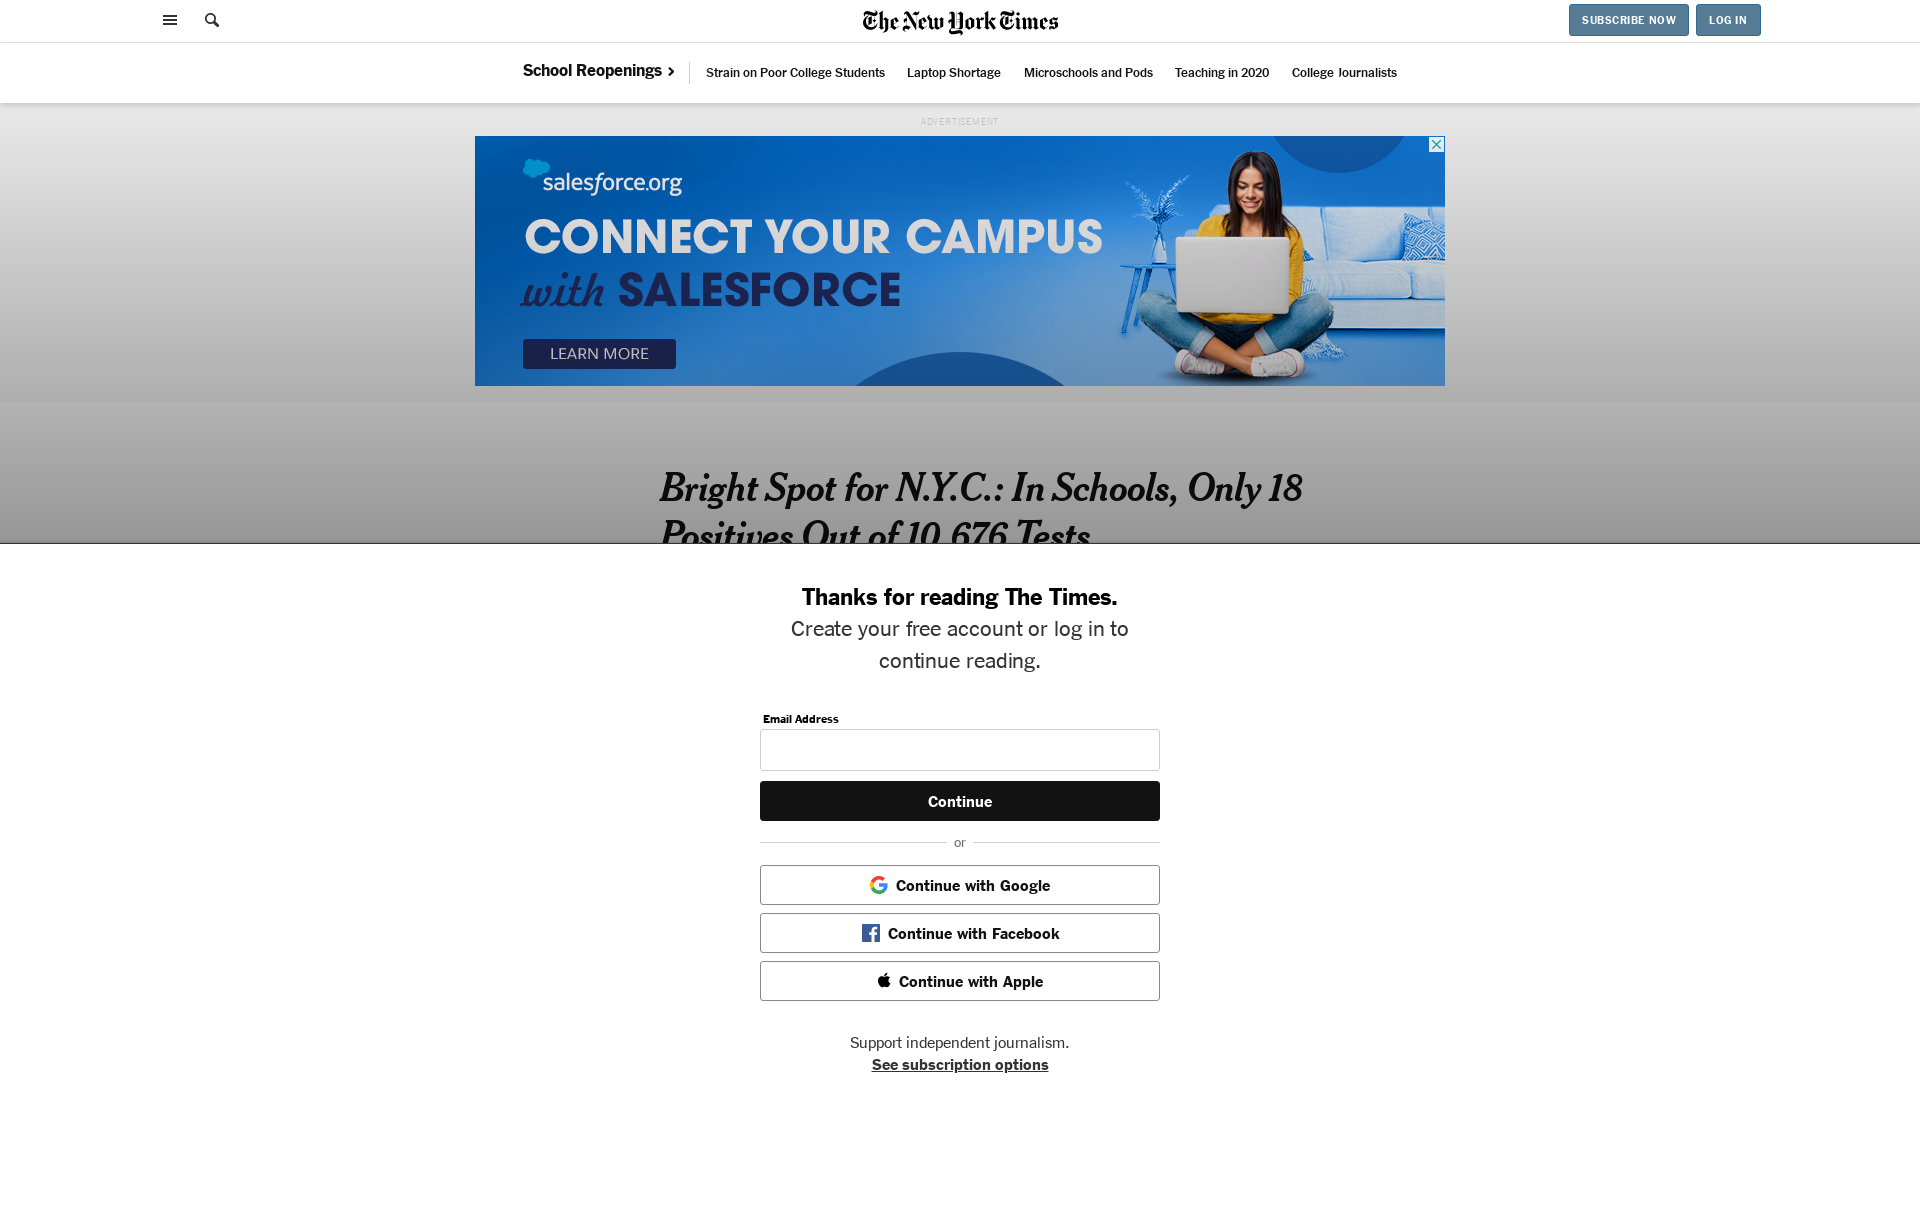 The New York Times
SUBSCRIBE NOW
LOG IN
School Reopenings
Strain on Poor College Students
Laptop Shortage
Microschools and Pods
Teaching in 2020
College Journalists
ADVERTISEMENT
salesforce.org
CONNECT YOUR CAMPUS
with SALESFORCE
LEARN MORE
Bright Spot for N.Y.C.: In Schools, Only 18
Positives Out of 10,676 Tests
Thanks for reading The Times.
Create your free account or log in to
continue reading.
Email Address
Continue
or
Continue with Google
Continue with Facebook
Continue with Apple
Support independent journalism.
See subscription options